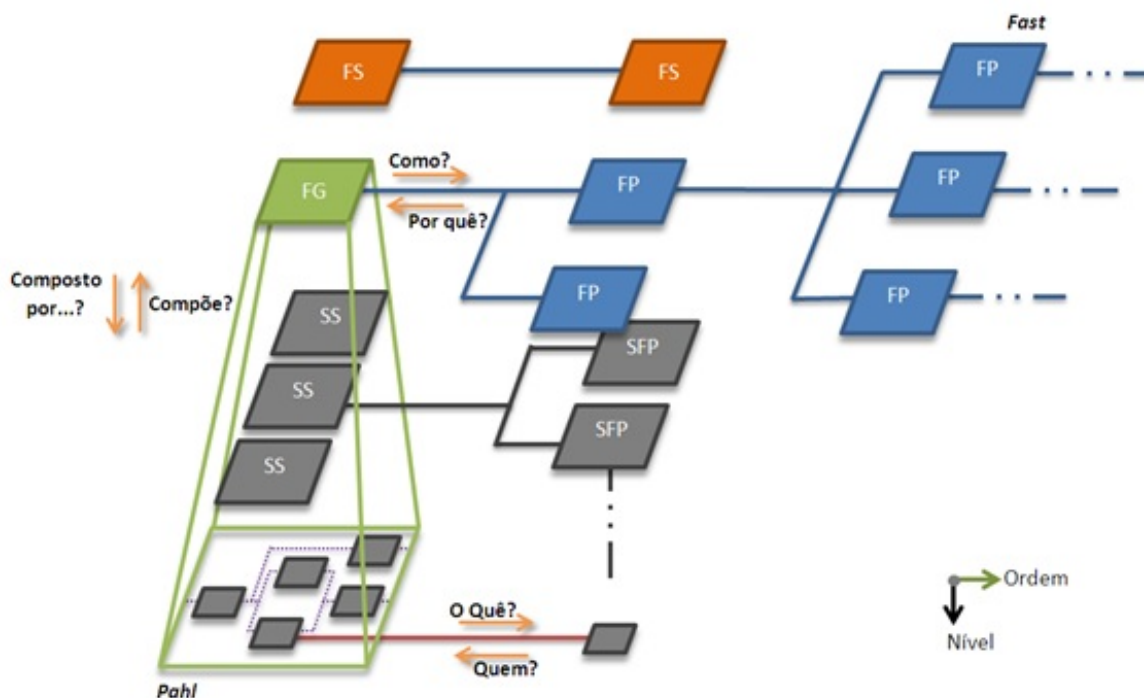 Fast
FS
FS
FP
FG
Como?
Por quê?
FP
FP
Composto
por...?
Compõe?
FP
FP
SS
SFP
SS
SFP
SS
O Quê?
Quem?
Ordem
Nível
Pahl